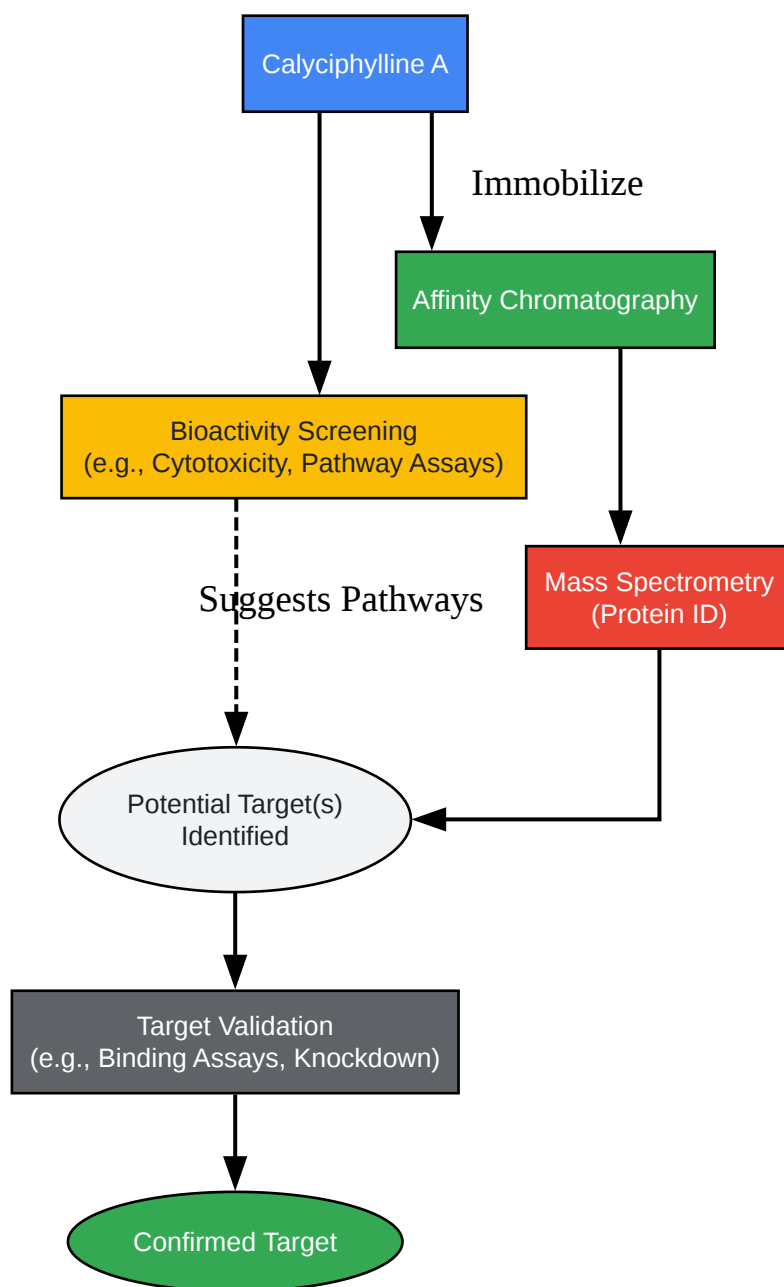 Calyciphylline A
Immobilize
Affinity Chromatography
Bioactivity Screening
(e.g., Cytotoxicity, Pathway Assays)
Mass Spectrometry
(Protein ID)
Suggests Pathways
Potential Target(s)
Identified
Target Validation
(e.g., Binding Assays, Knockdown)
Confirmed Target